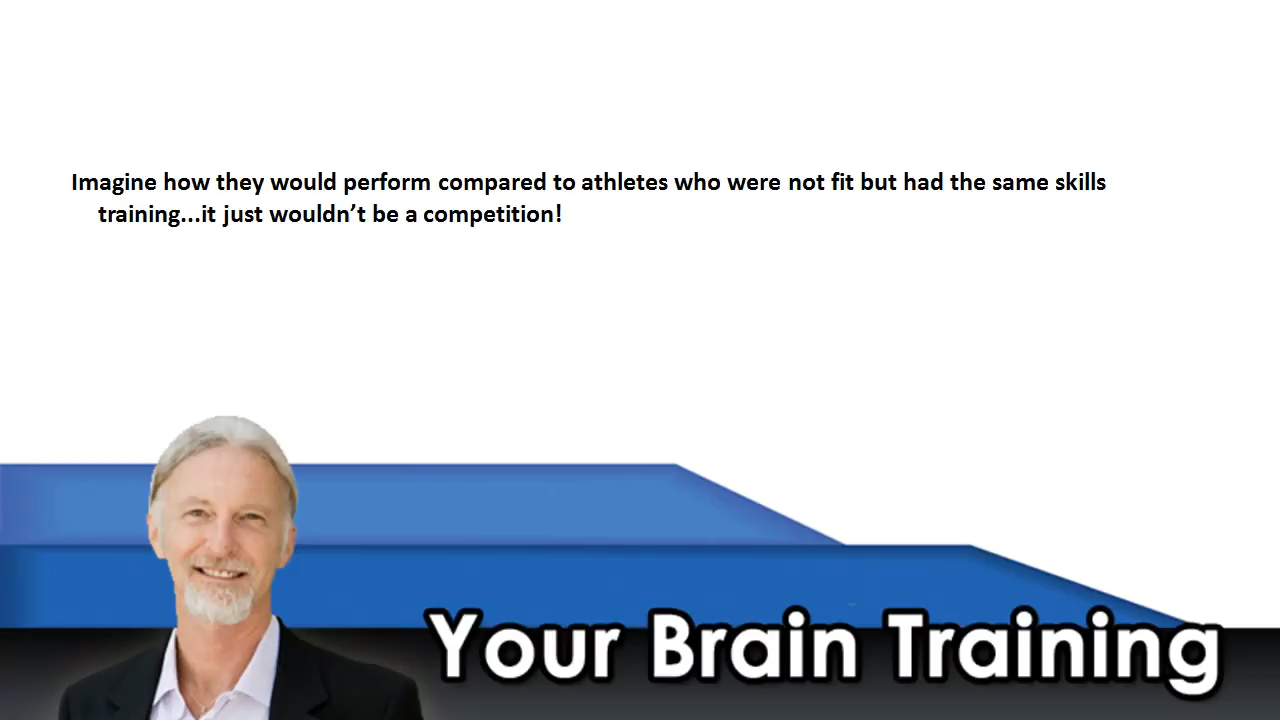 Imagine how they would perform compared to athletes who were not fit but had the same skills
training...it just wouldn’t be a competition!
Your Brain Training